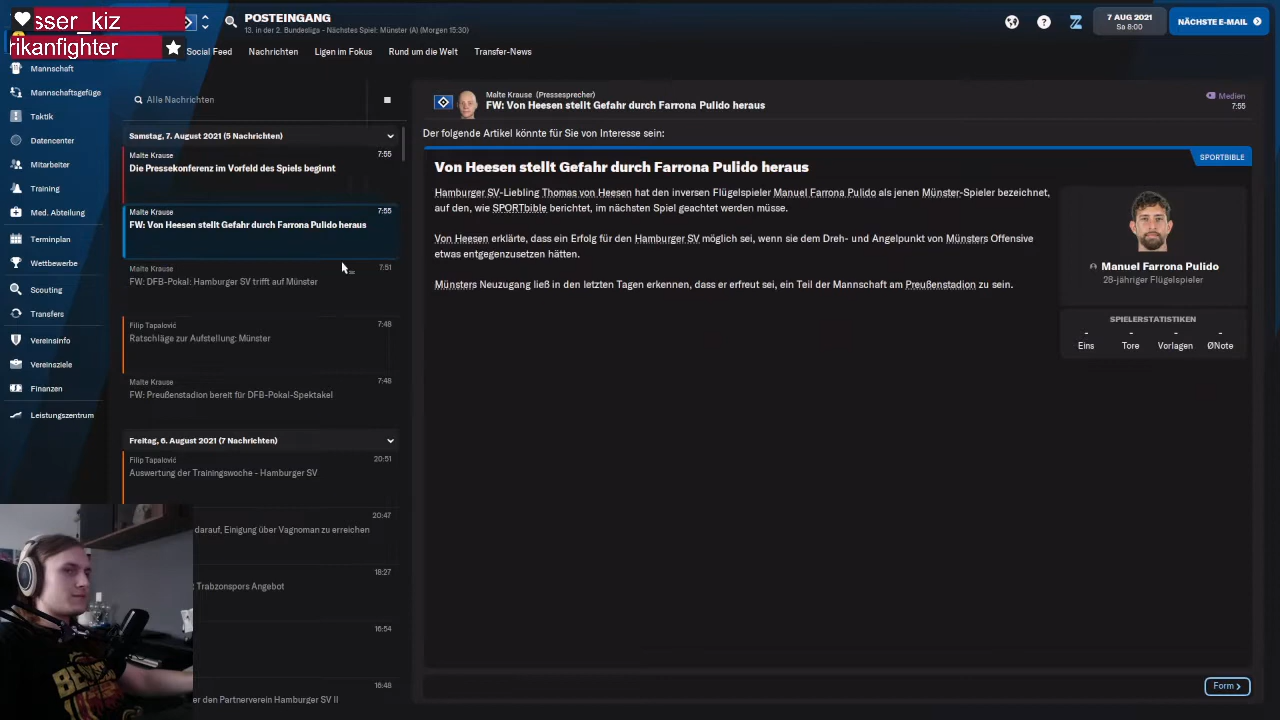 sser_kiz
rikanfighter
POSTEINGANG
13. in der 2. Bundesliga - Nächstes Spiel: Münster (A) (Morgen 15:30)
7 AUG 2021
Sa 8:00
NÄCHSTE E-MAIL
Social Feed
Nachrichten
Ligen im Fokus
Rund um die Welt
Transfer-News
Mannschaft
Mannschaftsgefüge
Taktik
Datencenter
Mitarbeiter
Training
Med. Abteilung
Terminplan
Wettbewerbe
Scouting
Transfers
Vereinsinfo
Vereinsziele
Finanzen
Leistungszentrum
Alle Nachrichten
Samstag, 7. August 2021 (5 Nachrichten)
Malte Krause 7:55
Die Pressekonferenz im Vorfeld des Spiels beginnt
Malte Krause 7:55
FW: Von Heesen stellt Gefahr durch Farrona Pulido heraus
Malte Krause 7:51
FW: DFB-Pokal: Hamburger SV trifft auf Münster
Filip Tapalović 7:48
Ratschläge zur Aufstellung: Münster
Malte Krause 7:48
FW: Preußenstadion bereit für DFB-Pokal-Spektakel
Freitag, 6. August 2021 (7 Nachrichten)
Filip Tapalović 20:51
Auswertung der Trainingswoche - Hamburger SV
20:47
darauf, Einigung über Vagnoman zu erreichen
18:27
Trabzonspors Angebot
16:54
16:48
er den Partnerverein Hamburger SV II
Malte Krause (Pressesprecher)
FW: Von Heesen stellt Gefahr durch Farrona Pulido heraus
Medien
7:55
Der folgende Artikel könnte für Sie von Interesse sein:
SPORTBIBLE
Von Heesen stellt Gefahr durch Farrona Pulido heraus
Hamburger SV-Liebling Thomas von Heesen hat den inversen Flügelspieler Manuel Farrona Pulido als jenen Münster-Spieler bezeichnet,
auf den, wie SPORTbible berichtet, im nächsten Spiel geachtet werden müsse.
Von Heesen erklärte, dass ein Erfolg für den Hamburger SV möglich sei, wenn sie dem Dreh- und Angelpunkt von Münsters Offensive
etwas entgegenzusetzen hätten.
Münsters Neuzugang ließ in den letzten Tagen erkennen, dass er erfreut sei, ein Teil der Mannschaft am Preußenstadion zu sein.
Manuel Farrona Pulido
28-jähriger Flügelspieler
SPIELERSTATISTIKEN
- - - -
Eins Tore Vorlagen ØNote
Form